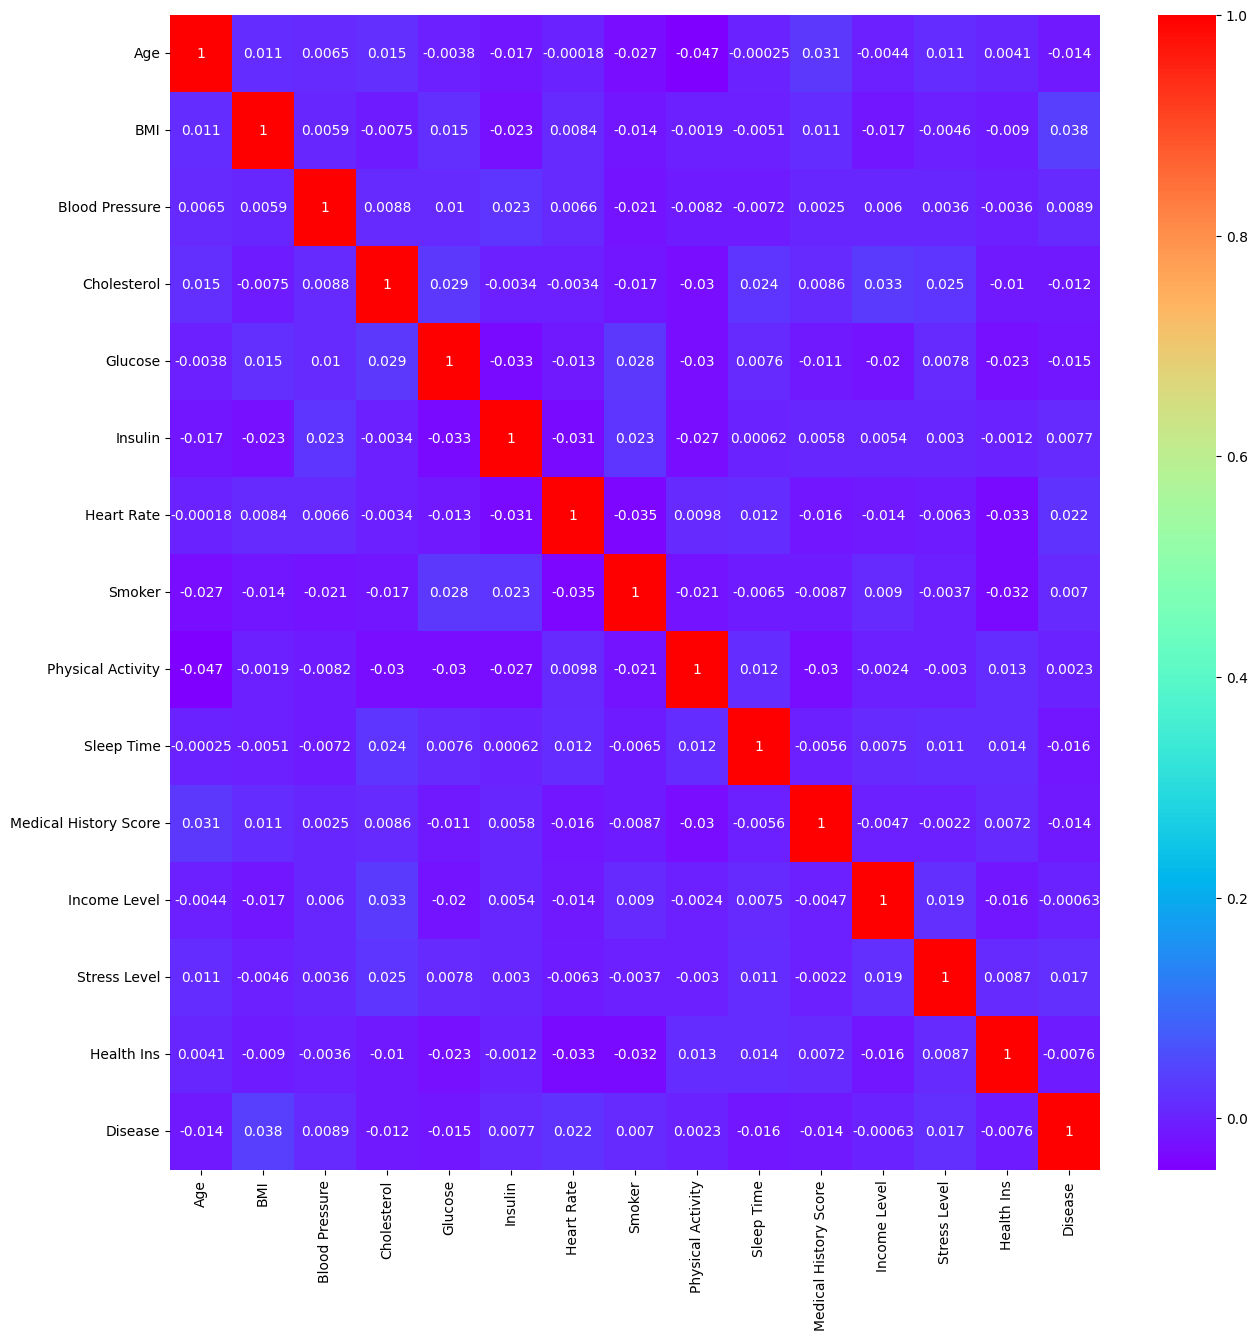 Age 1 0.011 0.0065 0.015 -0.0038 -0.017 -0.00018 -0.027 -0.047 -0.00025 0.031 -0.0044 0.011 0.0041 -0.014
BMI 0.011 1 0.0059 -0.0075 0.015 -0.023 0.0084 -0.014 -0.0019 -0.0051 0.011 -0.017 -0.0046 -0.009 0.038
Blood Pressure 0.0065 0.0059 1 0.0088 0.01 0.023 0.0066 -0.021 -0.0082 -0.0072 0.0025 0.006 0.0036 -0.0036 0.0089
Cholesterol 0.015 -0.0075 0.0088 1 0.029 -0.0034 -0.0034 -0.017 -0.03 0.024 0.0086 0.033 0.025 -0.01 -0.012
Glucose -0.0038 0.015 0.01 0.029 1 -0.033 -0.013 0.028 -0.03 0.0076 -0.011 -0.02 0.0078 -0.023 -0.015
Insulin -0.017 -0.023 0.023 -0.0034 -0.033 1 -0.031 0.023 -0.027 0.00062 0.0058 0.0054 0.003 -0.0012 0.0077
Heart Rate -0.00018 0.0084 0.0066 -0.0034 -0.013 -0.031 1 -0.035 0.0098 0.012 -0.016 -0.014 -0.0063 -0.033 0.022
Smoker -0.027 -0.014 -0.021 -0.017 0.028 0.023 -0.035 1 -0.021 -0.0065 -0.0087 0.009 -0.0037 -0.032 0.007
Physical Activity -0.047 -0.0019 -0.0082 -0.03 -0.03 -0.027 0.0098 -0.021 1 0.012 -0.03 -0.0024 -0.003 0.013 0.0023
Sleep Time -0.00025 -0.0051 -0.0072 0.024 0.0076 0.00062 0.012 -0.0065 0.012 1 -0.0056 0.0075 0.011 0.014 -0.016
Medical History Score 0.031 0.011 0.0025 0.0086 -0.011 0.0058 -0.016 -0.0087 -0.03 -0.0056 1 -0.0047 -0.0022 0.0072 -0.014
Income Level -0.0044 -0.017 0.006 0.033 -0.02 0.0054 -0.014 0.009 -0.0024 0.0075 -0.0047 1 0.019 -0.016 -0.00063
Stress Level 0.011 -0.0046 0.0036 0.025 0.0078 0.003 -0.0063 -0.0037 -0.003 0.011 -0.0022 0.019 1 0.0087 0.017
Health Ins 0.0041 -0.009 -0.0036 -0.01 -0.023 -0.0012 -0.033 -0.032 0.013 0.014 0.0072 -0.016 0.0087 1 -0.0076
Disease -0.014 0.038 0.0089 -0.012 -0.015 0.0077 0.022 0.007 0.0023 -0.016 -0.014 -0.00063 0.017 -0.0076 1
Age
BMI
Blood Pressure
Cholesterol
Glucose
Insulin
Heart Rate
Smoker
Physical Activity
Sleep Time
Medical History Score
Income Level
Stress Level
Health Ins
Disease
1.0
0.8
0.6
0.4
0.2
0.0